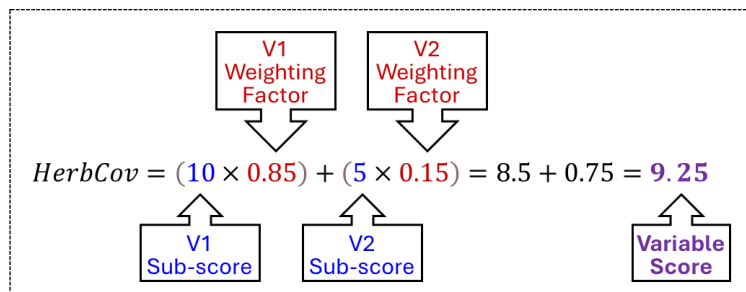 V1
Weighting
Factor
V2
Weighting
Factor
HerbCov = (10 × 0.85) + (5 × 0.15) = 8.5 + 0.75 = 9.25
V1
Sub-score
V2
Sub-score
Variable
Score